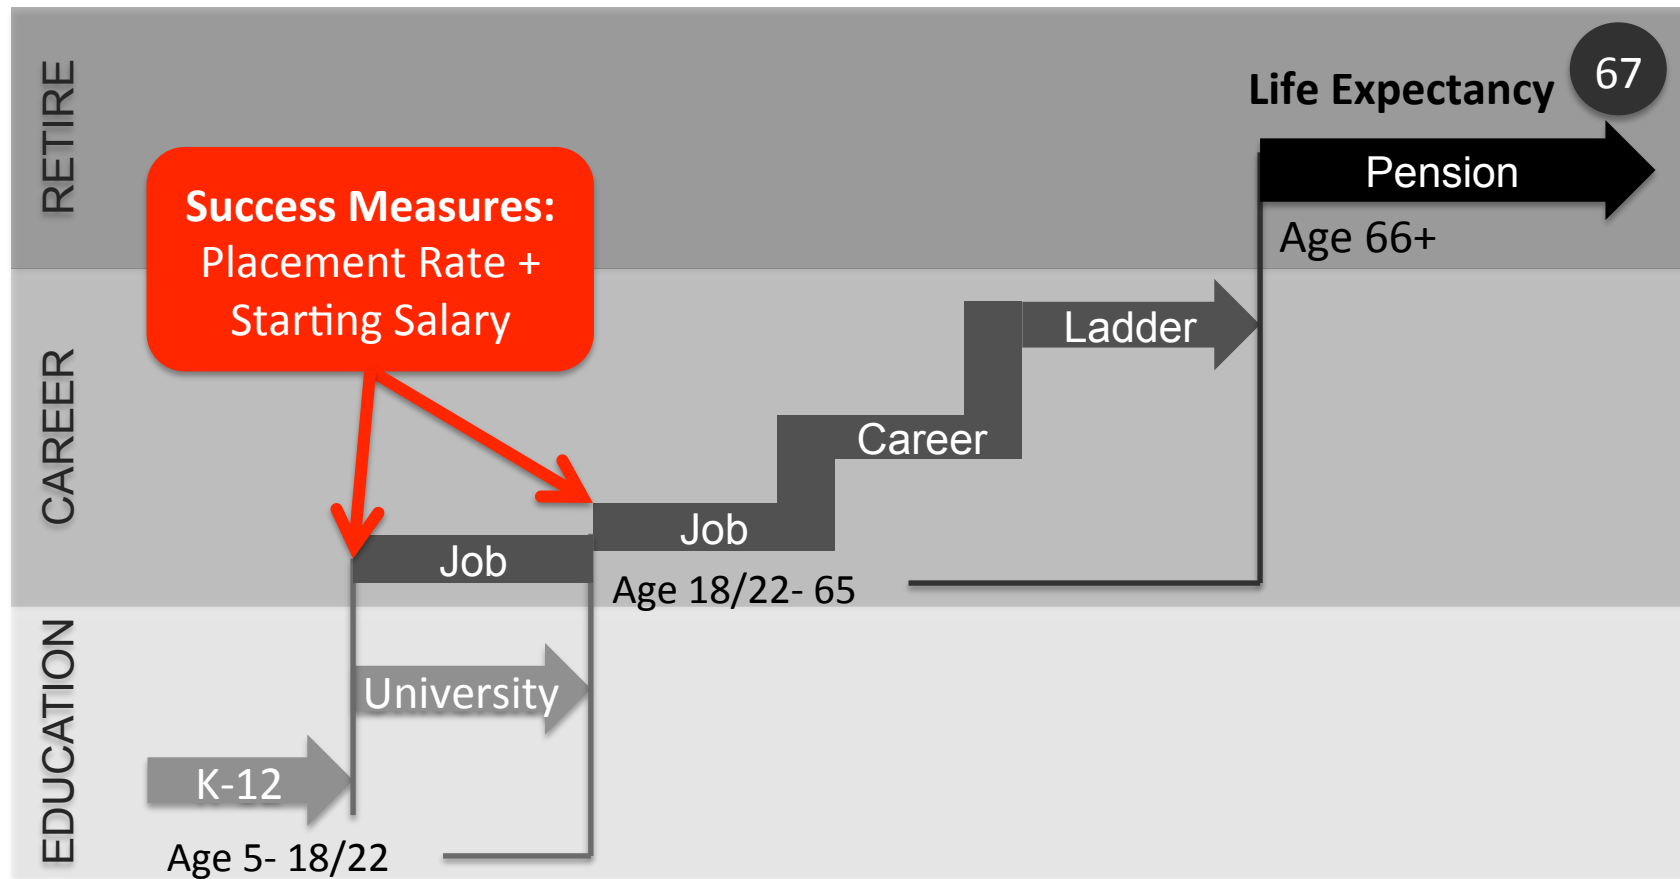 RETIRE
Life Expectancy
67
Pension
Age 66+
Success Measures:
Placement Rate +
Starting Salary
CAREER
Ladder
Career
Job
Job
Age 18/22- 65
EDUCATION
University
K-12
Age 5- 18/22